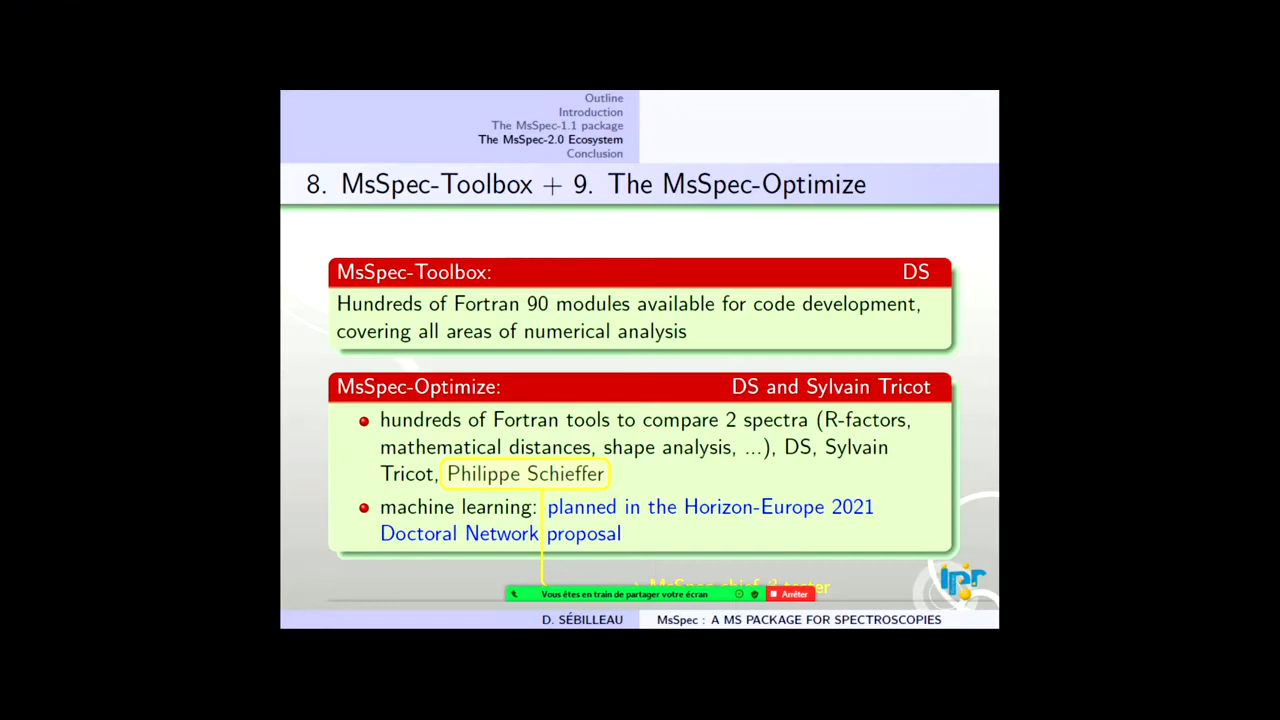 Outline
Introduction
The MsSpec-1.1 package
The MsSpec-2.0 Ecosystem
Conclusion
8. MsSpec-Toolbox + 9. The MsSpec-Optimize
MsSpec-Toolbox: DS
Hundreds of Fortran 90 modules available for code development,
covering all areas of numerical analysis
MsSpec-Optimize: DS and Sylvain Tricot
hundreds of Fortran tools to compare 2 spectra (R-factors,
mathematical distances, shape analysis, ...), DS, Sylvain
Tricot, Philippe Schieffer
machine learning: planned in the Horizon-Europe 2021
Doctoral Network proposal
MsSpec chief β tester
ipr
Vous êtes en train de partager votre écran Arrêter
D. SÉBILLEAU MsSpec : A MS PACKAGE FOR SPECTROSCOPIES